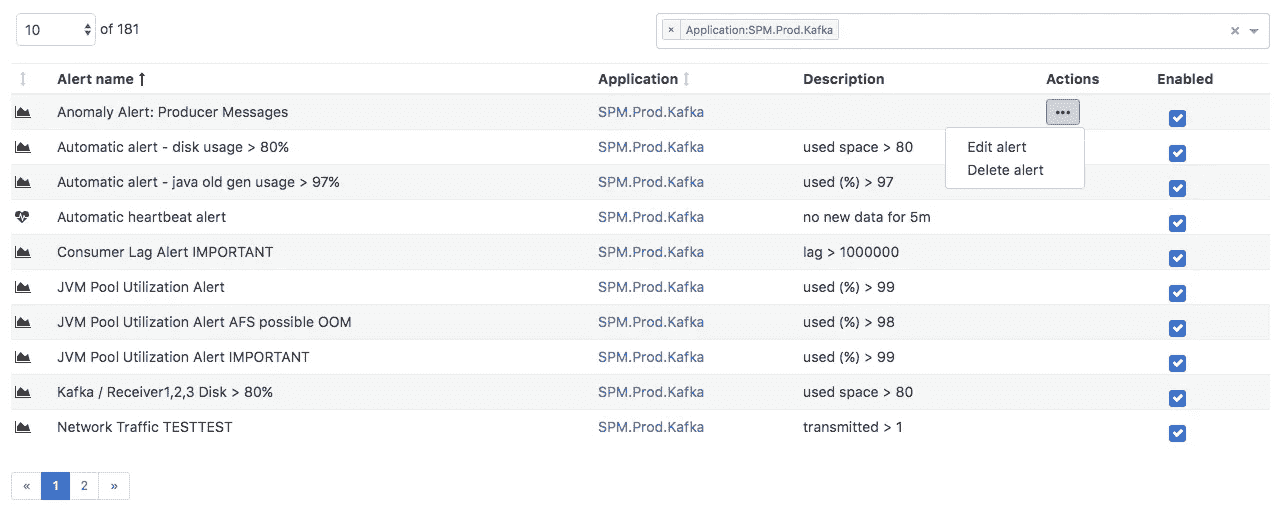 10 of 181 × Application:SPM.Prod.Kafka ×
Alert name ↑ Application Description Actions Enabled
Anomaly Alert: Producer Messages SPM.Prod.Kafka •••
Automatic alert - disk usage > 80% SPM.Prod.Kafka used space > 80 Edit alert
Delete alert
Automatic alert - java old gen usage > 97% SPM.Prod.Kafka used (%) > 97
Automatic heartbeat alert SPM.Prod.Kafka no new data for 5m
Consumer Lag Alert IMPORTANT SPM.Prod.Kafka lag > 1000000
JVM Pool Utilization Alert SPM.Prod.Kafka used (%) > 99
JVM Pool Utilization Alert AFS possible OOM SPM.Prod.Kafka used (%) > 98
JVM Pool Utilization Alert IMPORTANT SPM.Prod.Kafka used (%) > 99
Kafka / Receiver1,2,3 Disk > 80% SPM.Prod.Kafka used space > 80
Network Traffic TESTTEST SPM.Prod.Kafka transmitted > 1
« 1 2 »